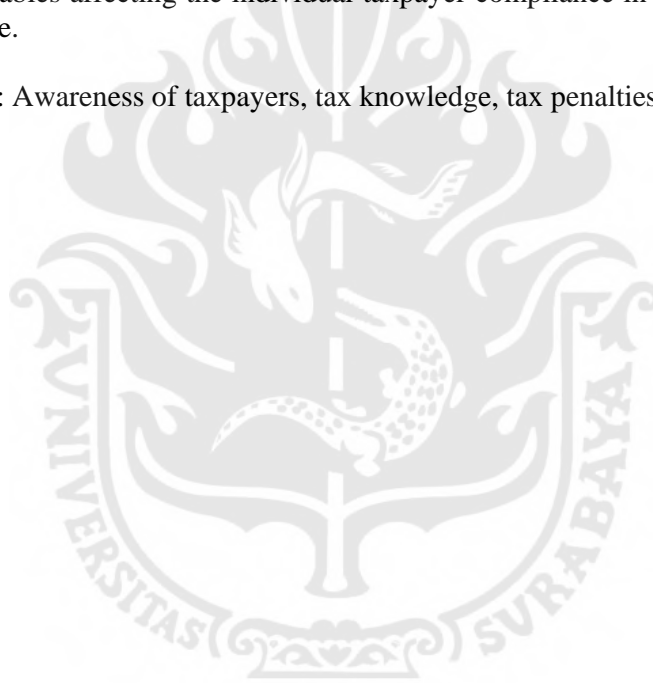 ables affecting the individual taxpayer compliance in
e.
: Awareness of taxpayers, tax knowledge, tax penalties
UNIVERSITAS SURABAYA